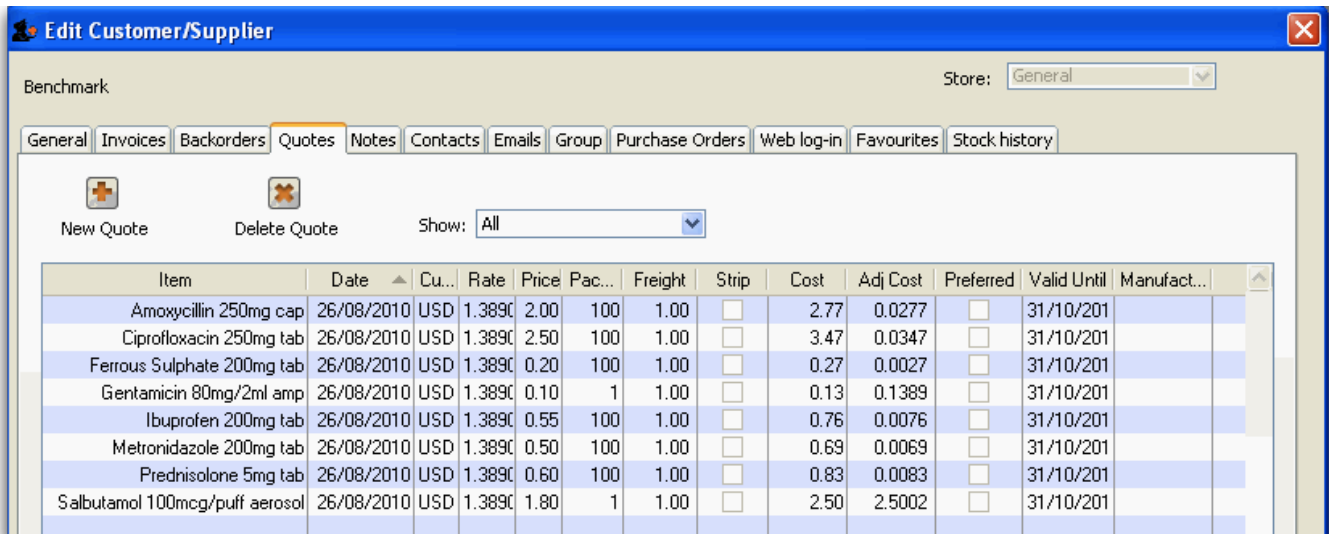 Edit Customer/Supplier
Benchmark Store: General
General Invoices Backorders Quotes Notes Contacts Emails Group Purchase Orders Web log-in Favourites Stock history
New Quote Delete Quote Show: All
Item Date Cu... Rate Price Pac... Freight Strip Cost Adj Cost Preferred Valid Until Manufact...
Amoxycillin 250mg cap 26/08/2010 USD 1.3890 2.00 100 1.00 2.77 0.0277 31/10/201
Ciprofloxacin 250mg tab 26/08/2010 USD 1.3890 2.50 100 1.00 3.47 0.0347 31/10/201
Ferrous Sulphate 200mg tab 26/08/2010 USD 1.3890 0.20 100 1.00 0.27 0.0027 31/10/201
Gentamicin 80mg/2ml amp 26/08/2010 USD 1.3890 0.10 1 1.00 0.13 0.1389 31/10/201
Ibuprofen 200mg tab 26/08/2010 USD 1.3890 0.55 100 1.00 0.76 0.0076 31/10/201
Metronidazole 200mg tab 26/08/2010 USD 1.3890 0.50 100 1.00 0.69 0.0069 31/10/201
Prednisolone 5mg tab 26/08/2010 USD 1.3890 0.60 100 1.00 0.83 0.0083 31/10/201
Salbutamol 100mcg/puff aerosol 26/08/2010 USD 1.3890 1.80 1 1.00 2.50 2.5002 31/10/201